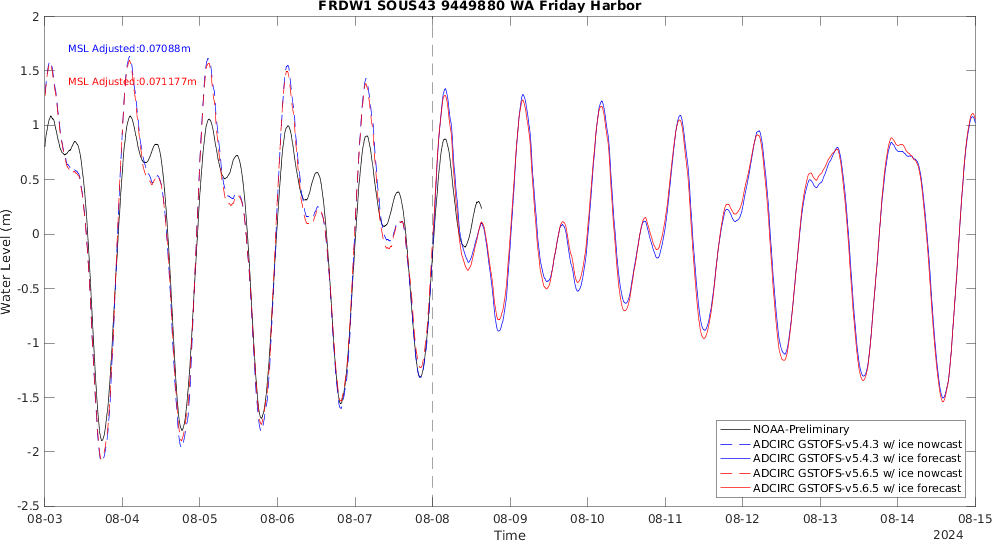 FRDW1 SOUS43 9449880 WA Friday Harbor
MSL Adjusted:0.07088m
MSL Adjusted:0.071177m
Water Level (m)
2
1.5
1
0.5
0
-0.5
-1
-1.5
-2
-2.5
NOAA-Preliminary
ADCIRC GSTOFS-v5.4.3 w/ ice nowcast
ADCIRC GSTOFS-v5.4.3 w/ ice forecast
ADCIRC GSTOFS-v5.6.5 w/ ice nowcast
ADCIRC GSTOFS-v5.6.5 w/ ice forecast
08-03 08-04 08-05 08-06 08-07 08-08 08-09 08-10 08-11 08-12 08-13 08-14 08-15
Time
2024